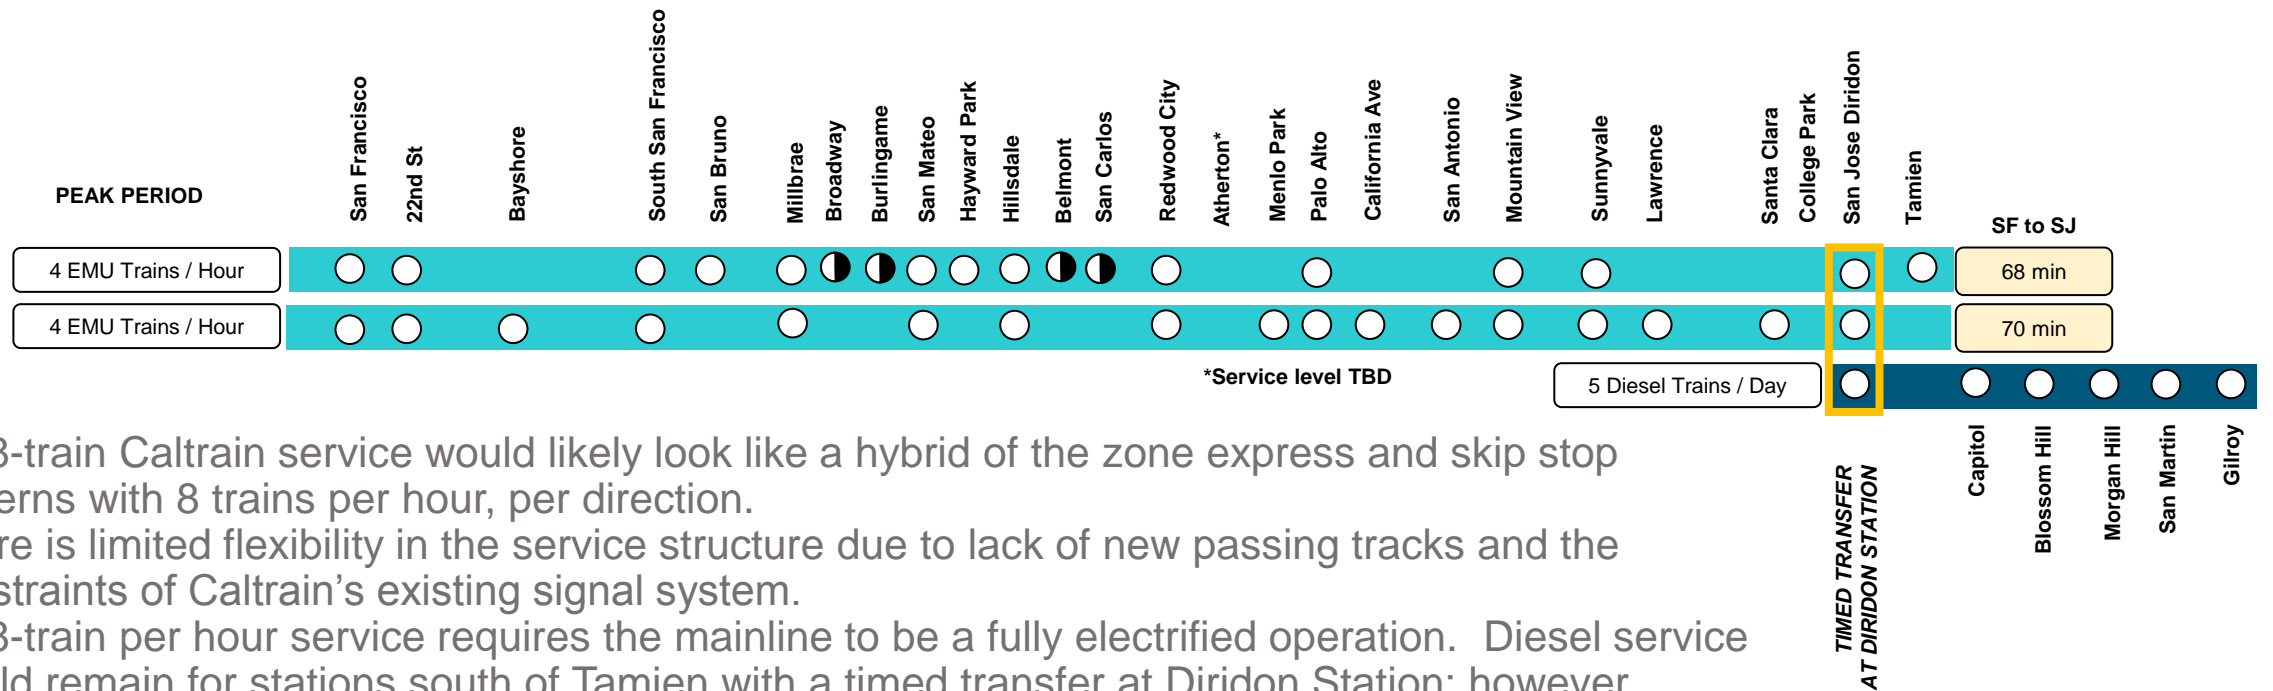 San Francisco
22nd St
Bayshore
South San Francisco
San Bruno
Millbrae
Broadway
Burlingame
San Mateo
Hayward Park
Hillsdale
Belmont
San Carlos
Redwood City
Atherton*
Menlo Park
Palo Alto
California Ave
San Antonio
Mountain View
Sunnyvale
Lawrence
Santa Clara
College Park
San Jose Diridon
Tamien
PEAK PERIOD
SF to SJ
4 EMU Trains / Hour
68 min
4 EMU Trains / Hour
70 min
*Service level TBD
5 Diesel Trains / Day
Capitol
Blossom Hill
Morgan Hill
San Martin
Gilroy
TIMED TRANSFER
AT DIRIDON STATION
-train Caltrain service would likely look like a hybrid of the zone express and skip stop
erns with 8 trains per hour, per direction.
re is limited flexibility in the service structure due to lack of new passing tracks and the
straints of Caltrain's existing signal system.
-train per hour service requires the mainline to be a fully electrified operation. Diesel service
ld remain for stations south of Tamien with a timed transfer at Diridon Station; however